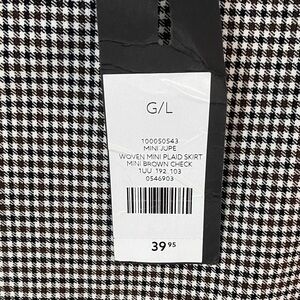 G/L
100050543
MINI JUPE
WOVEN MINI PLAID SKIRT
MINI BROWN CHECK
1UU 192 103
0546903
39 95